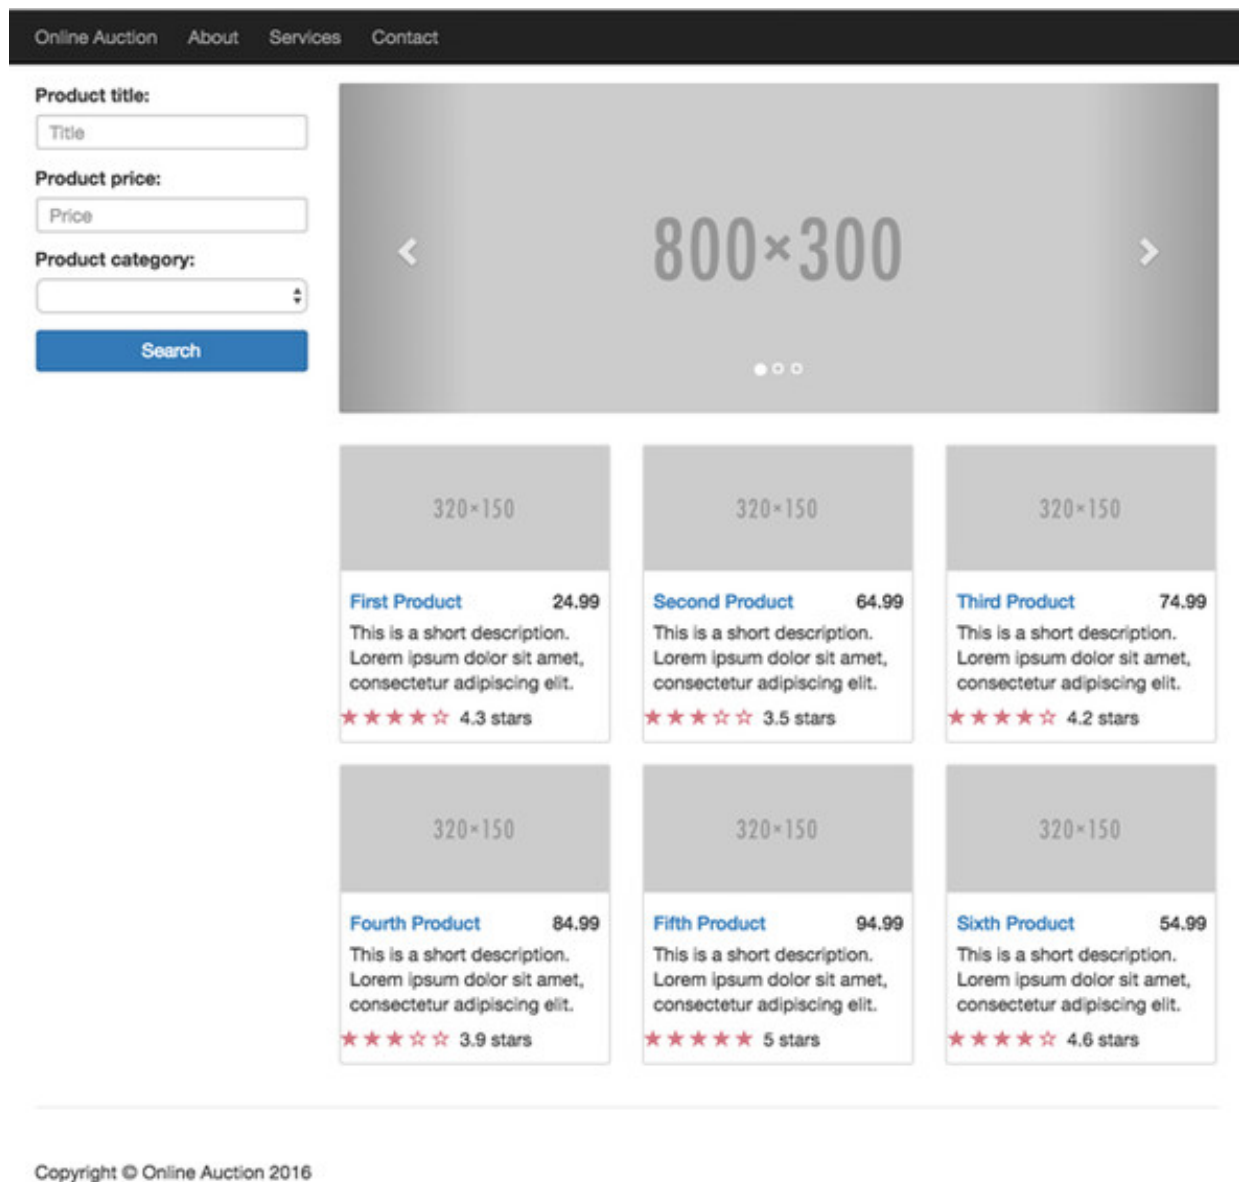 Online Auction About Services Contact
Product title:
Title
Product price:
Price
Product category:
Search
800×300
320×150
First Product 24.99
This is a short description.
Lorem ipsum dolor sit amet,
consectetur adipiscing elit.
★★★★☆ 4.3 stars
320×150
Second Product 64.99
This is a short description.
Lorem ipsum dolor sit amet,
consectetur adipiscing elit.
★★★☆☆ 3.5 stars
320×150
Third Product 74.99
This is a short description.
Lorem ipsum dolor sit amet,
consectetur adipiscing elit.
★★★★☆ 4.2 stars
320×150
Fourth Product 84.99
This is a short description.
Lorem ipsum dolor sit amet,
consectetur adipiscing elit.
★★★☆☆ 3.9 stars
320×150
Fifth Product 94.99
This is a short description.
Lorem ipsum dolor sit amet,
consectetur adipiscing elit.
★★★★★ 5 stars
320×150
Sixth Product 54.99
This is a short description.
Lorem ipsum dolor sit amet,
consectetur adipiscing elit.
★★★★☆ 4.6 stars
Copyright © Online Auction 2016